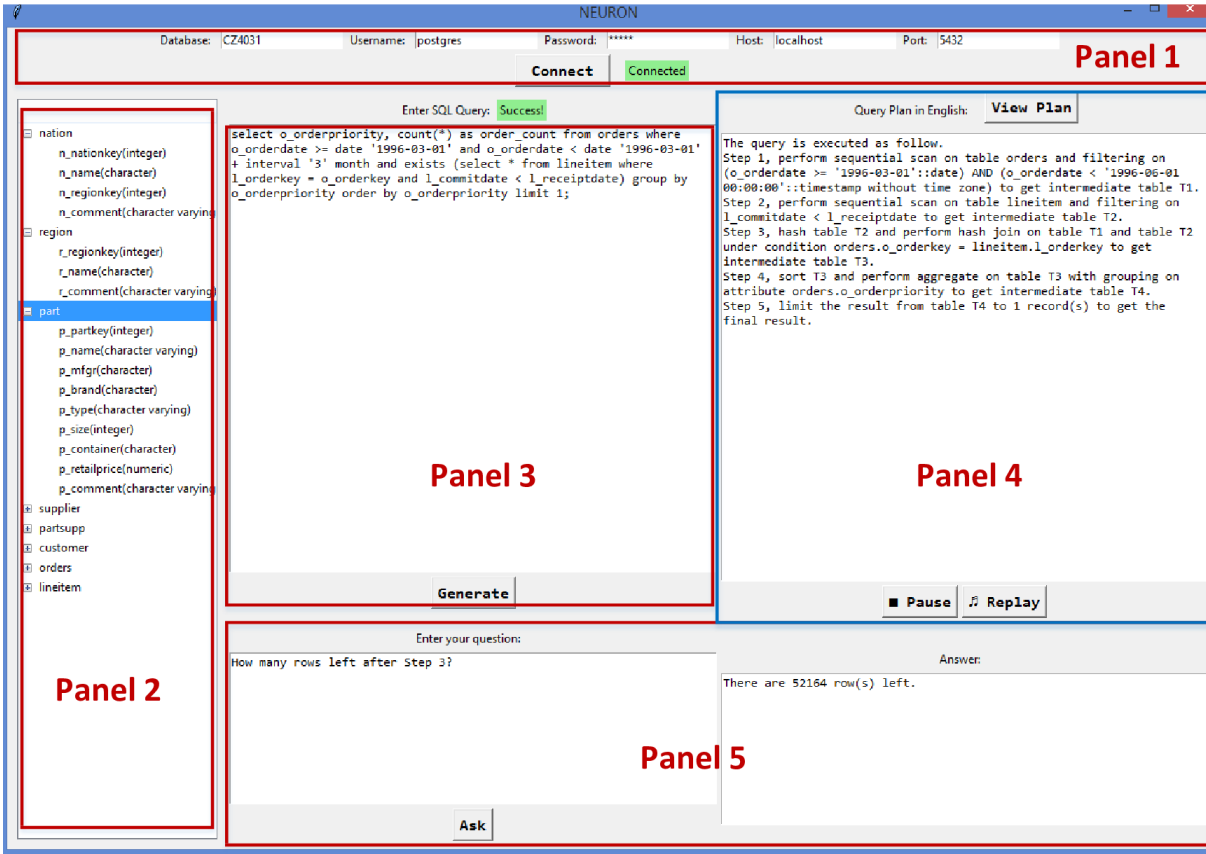 NEURON
Database: CZ4031 Username: postgres Password: ***** Host: localhost Port: 5432
Connect Connected
Panel 1
nation
n_nationkey(integer)
n_name(character)
n_regionkey(integer)
n_comment(character varying
region
r_regionkey(integer)
r_name(character)
r_comment(character varying)
part
p_partkey(integer)
p_name(character varying)
p_mfgr(character)
p_brand(character)
p_type(character varying)
p_size(integer)
p_container(character)
p_retailprice(numeric)
p_comment(character varying
supplier
partsupp
customer
orders
lineitem
Panel 2
Enter SQL Query: Success!
select o_orderpriority, count(*) as order_count from orders where
o_orderdate >= date '1996-03-01' and o_orderdate < date '1996-03-01'
+ interval '3' month and exists (select * from lineitem where
l_orderkey = o_orderkey and l_commitdate < l_receiptdate) group by
o_orderpriority order by o_orderpriority limit 1;
Panel 3
Generate
Query Plan in English: View Plan
The query is executed as follow.
Step 1, perform sequential scan on table orders and filtering on
(o_orderdate >= '1996-03-01'::date) AND (o_orderdate < '1996-06-01
00:00:00'::timestamp without time zone) to get intermediate table T1.
Step 2, perform sequential scan on table lineitem and filtering on
l_commitdate < l_receiptdate to get intermediate table T2.
Step 3, hash table T2 and perform hash join on table T1 and table T2
under condition orders.o_orderkey = lineitem.l_orderkey to get
intermediate table T3.
Step 4, sort T3 and perform aggregate on table T3 with grouping on
attribute orders.o_orderpriority to get intermediate table T4.
Step 5, limit the result from table T4 to 1 record(s) to get the
final result.
Panel 4
Pause Replay
Enter your question:
How many rows left after Step 3?
Ask
Answer:
There are 52164 row(s) left.
Panel 5